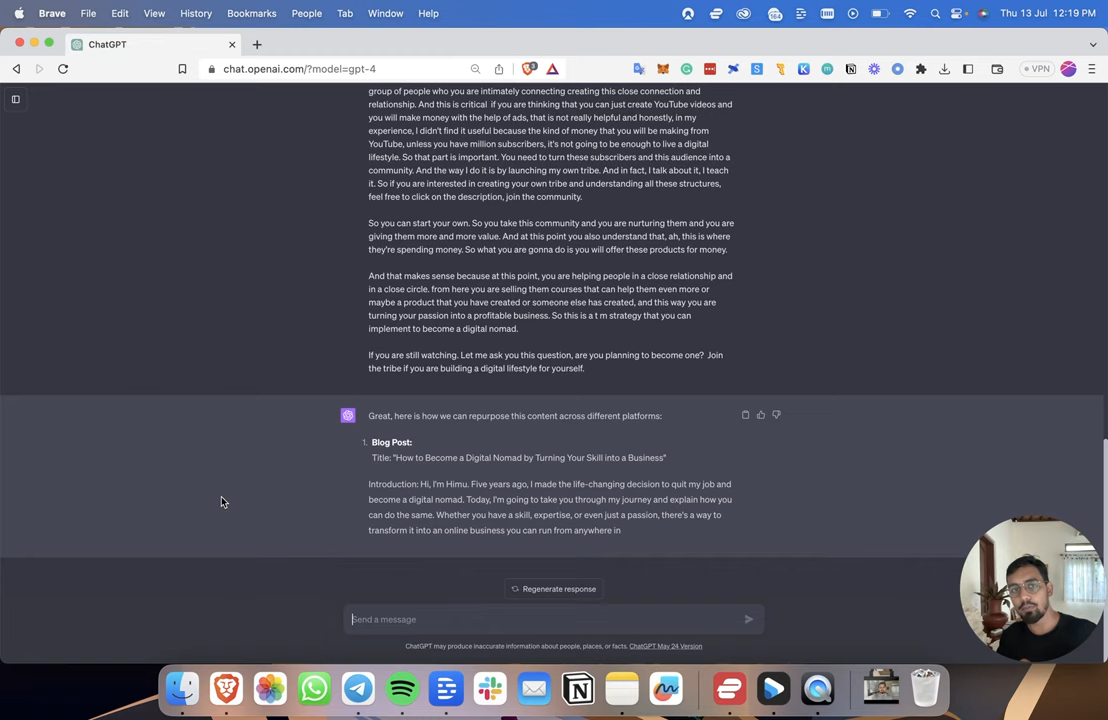 Brave File Edit View History Bookmarks People Tab Window Help 164 Thu 13 Jul 12:19 PM
ChatGPT
chat.openai.com/?model=gpt-4 3 VPN
group of people who you are intimately connecting creating this close connection and
relationship. And this is critical if you are thinking that you can just create YouTube videos and
you will make money with the help of ads, that is not really helpful and honestly, in my
experience, I didn't find it useful because the kind of money that you will be making from
YouTube, unless you have million subscribers, it's not going to be enough to live a digital
lifestyle. So that part is important. You need to turn these subscribers and this audience into a
community. And the way I do it is by launching my own tribe. And in fact, I talk about it, I teach
it. So if you are interested in creating your own tribe and understanding all these structures,
feel free to click on the description, join the community.
So you can start your own. So you take this community and you are nurturing them and you are
giving them more and more value. And at this point you also understand that, ah, this is where
they're spending money. So what you are gonna do is you will offer these products for money.
And that makes sense because at this point, you are helping people in a close relationship and
in a close circle. from here you are selling them courses that can help them even more or
maybe a product that you have created or someone else has created, and this way you are
turning your passion into a profitable business. So this is a t m strategy that you can
implement to become a digital nomad.
If you are still watching. Let me ask you this question, are you planning to become one? Join
the tribe if you are building a digital lifestyle for yourself.
Great, here is how we can repurpose this content across different platforms:
1. Blog Post:
Title: "How to Become a Digital Nomad by Turning Your Skill into a Business"
Introduction: Hi, I'm Himu. Five years ago, I made the life-changing decision to quit my job and
become a digital nomad. Today, I'm going to take you through my journey and explain how you
can do the same. Whether you have a skill, expertise, or even just a passion, there's a way to
transform it into an online business you can run from anywhere in
Regenerate response
Send a message
ChatGPT may produce inaccurate information about people, places, or facts. ChatGPT May 24 Version